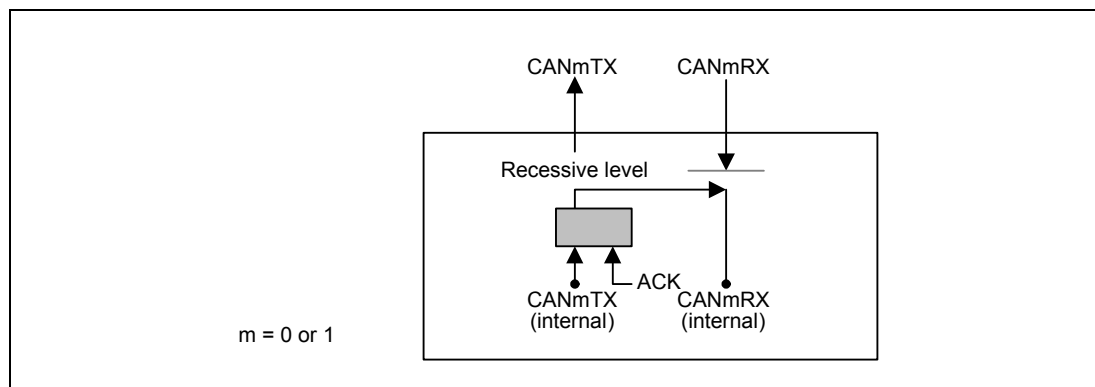 CANmTX CANmRX
Recessive level
ACK
CANmTX
(internal)
CANmRX
(internal)
m = 0 or 1